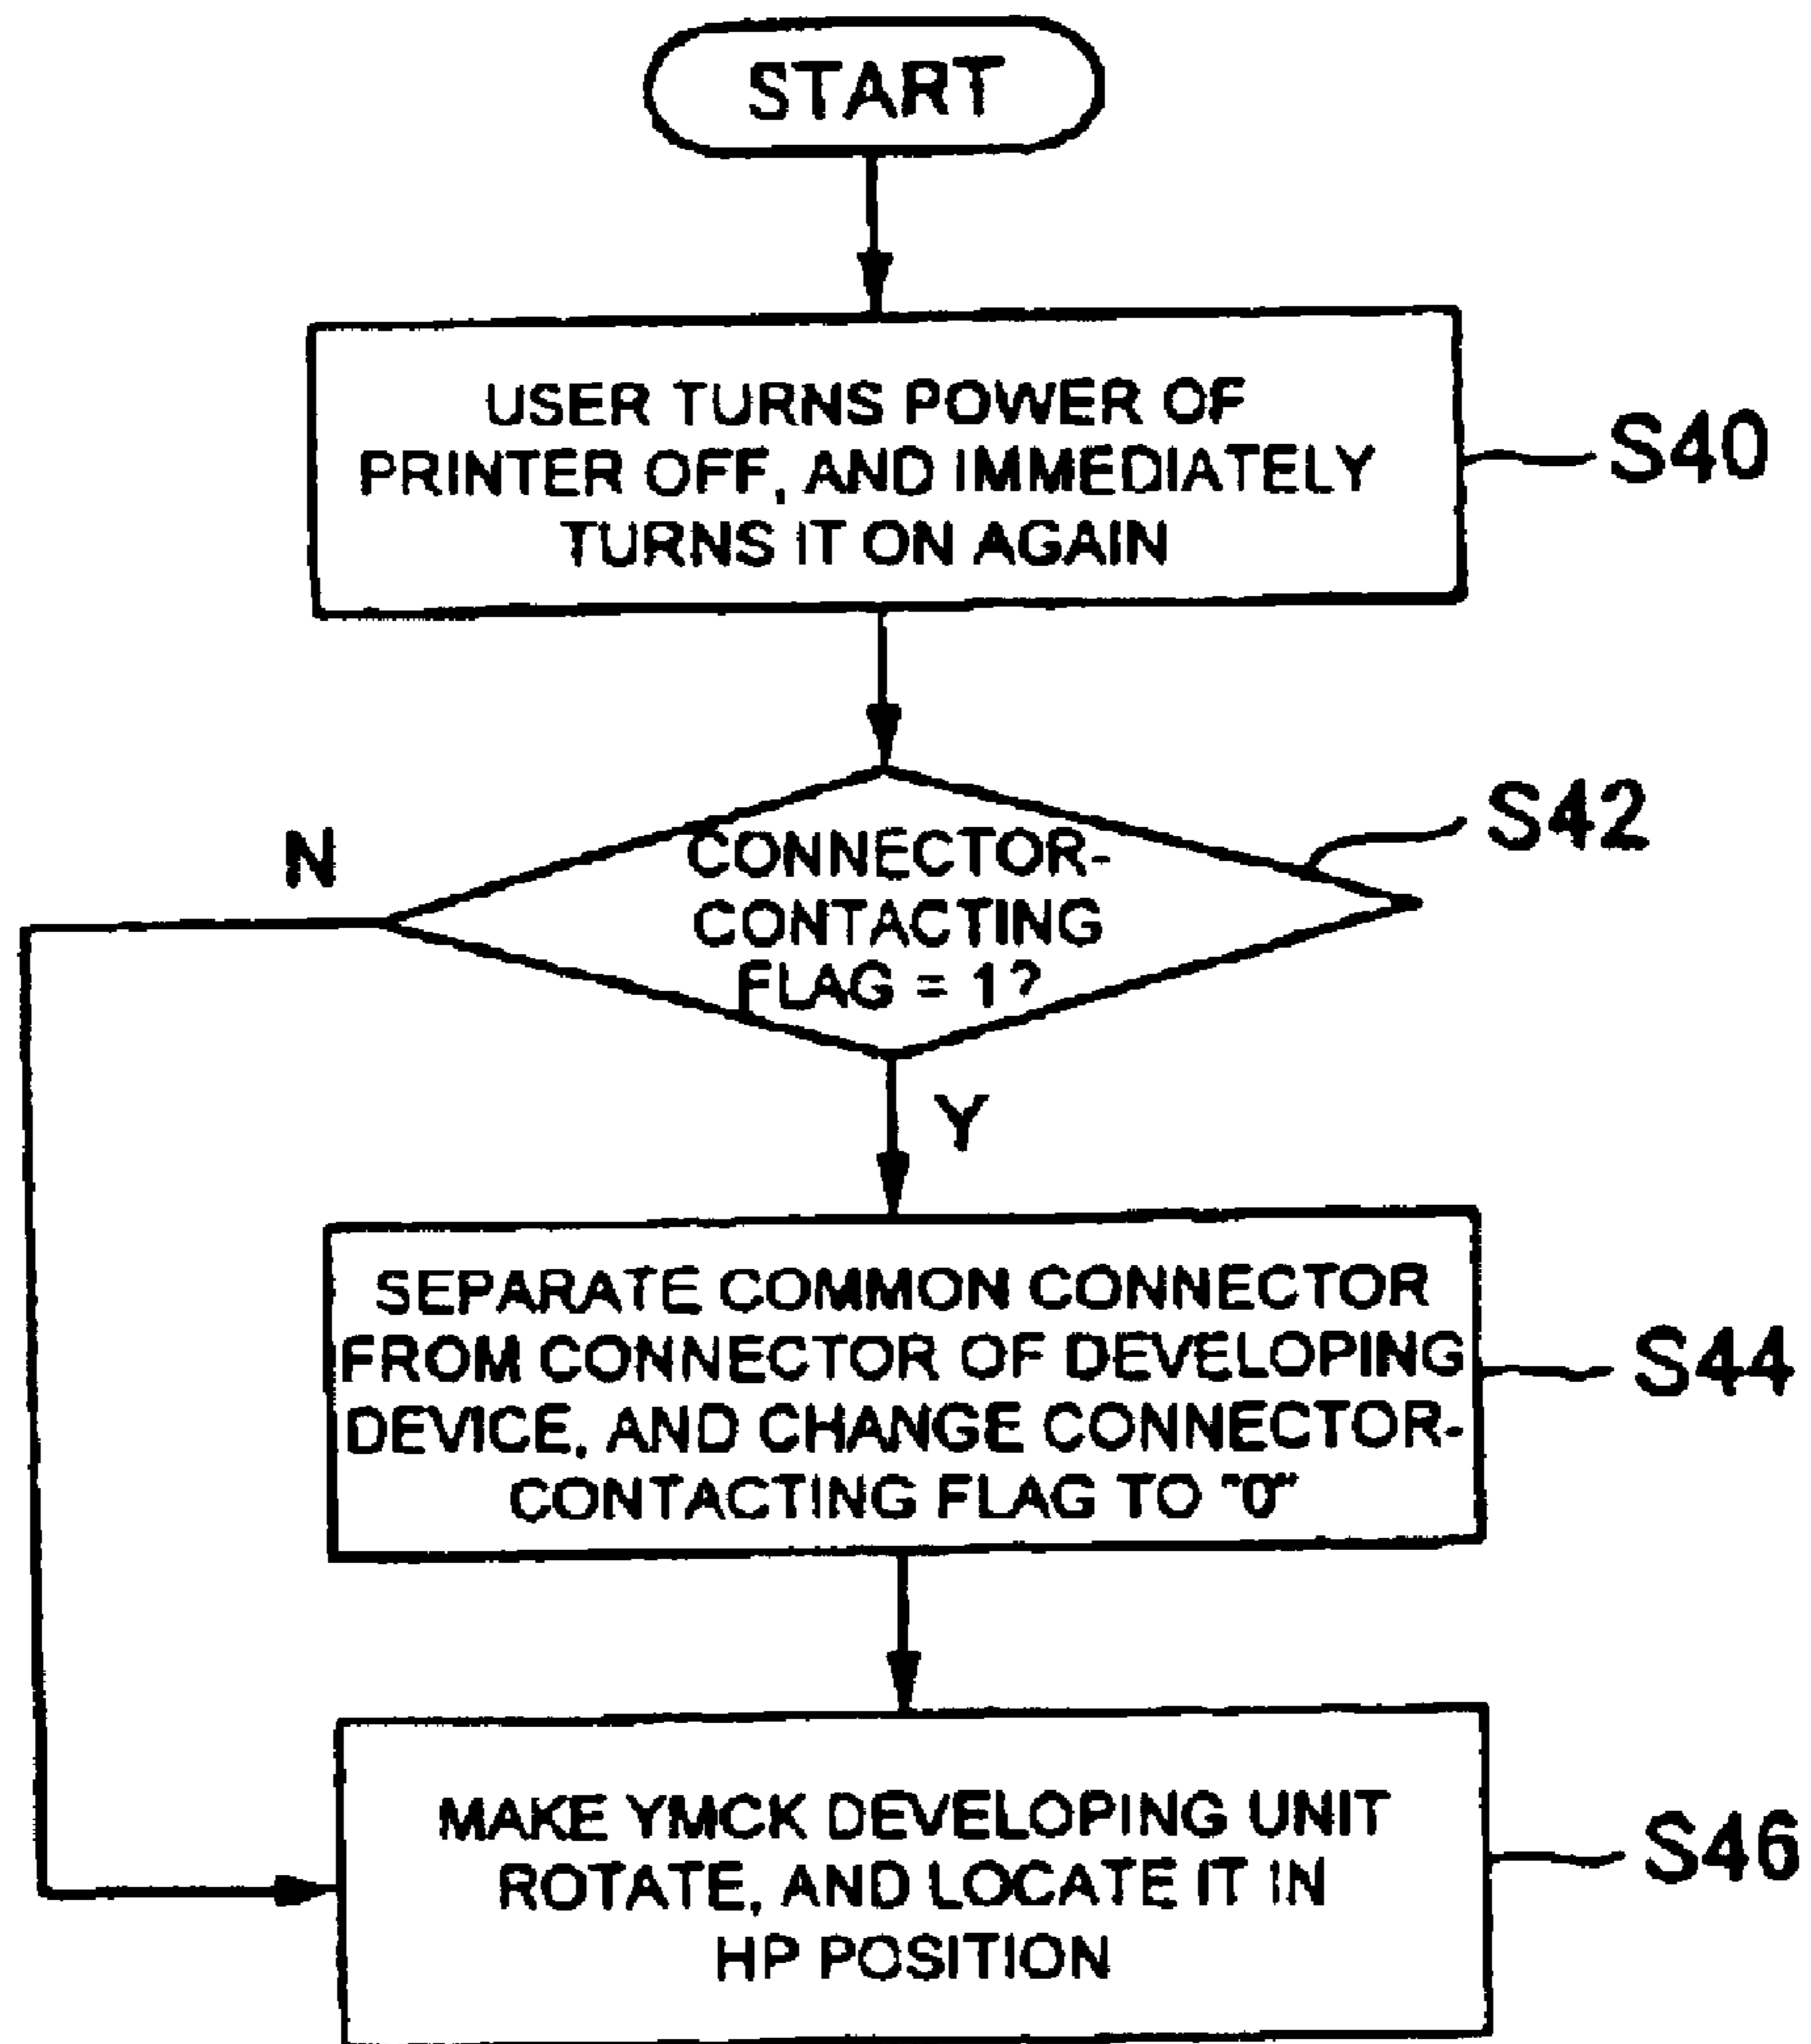 START
USER TURNS POWER OF
PRINTER OFF, AND IMMEDIATELY
TURNS IT ON AGAIN
S40
S42
N
CONNECTOR-
CONTACTING
FLAG = 1?
Y
SEPARATE COMMON CONNECTOR
FROM CONNECTOR OF DEVELOPING
DEVICE, AND CHANGE CONNECTOR-
CONTACTING FLAG TO "0"
S44
MAKE YMCK DEVELOPING UNIT
ROTATE, AND LOCATE IT IN
HP POSITION
S46